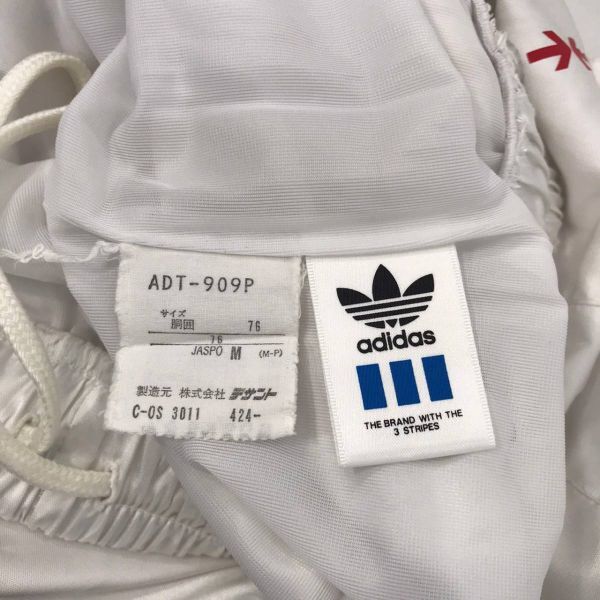 ADT-909P
サイズ
胴囲 76
76
JASPO M (M-P)
製造元 株式会社 デサント
C-OS 3011 424-
adidas
THE BRAND WITH THE
3 STRIPES